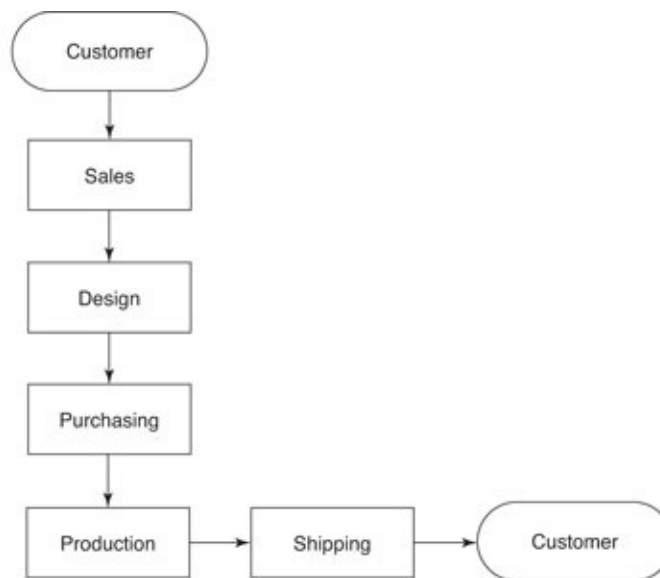 Customer
Sales
Design
Purchasing
Production
Shipping
Customer